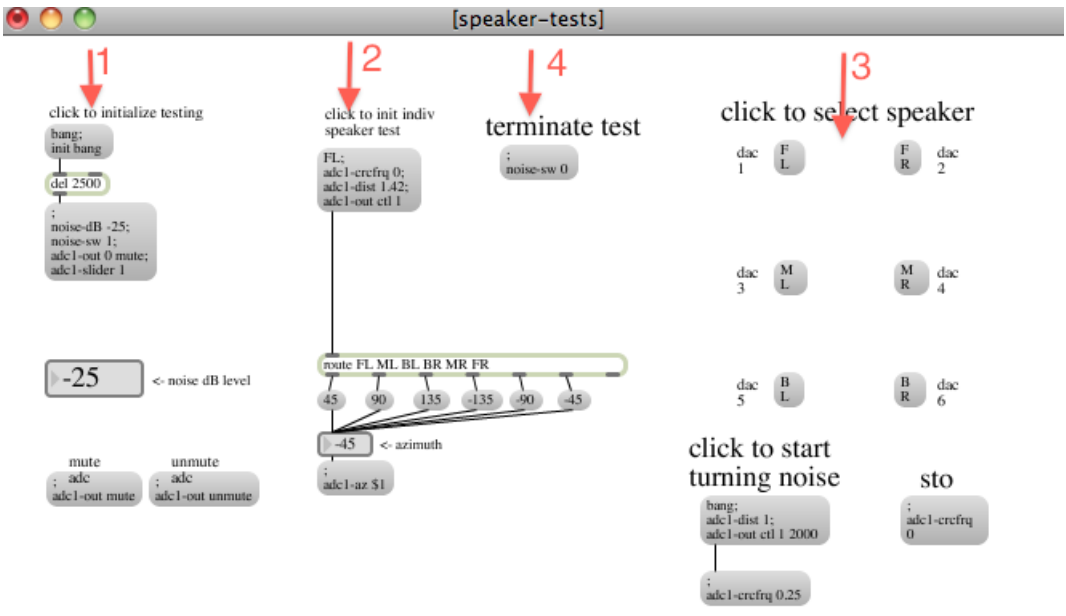 [speaker-tests]
1
2
4
3
click to initialize testing
bang;
init bang
del 2500
;
noise-dB -25;
noise-sw 1;
adc1-out 0 mute;
adc1-slider 1
-25
<- noise dB level
mute
; adc
adc1-out mute
unmute
; adc
adc1-out unmute
click to init indiv
speaker test
FL;
adc1-crcfrq 0;
adc1-dist 1.42;
adc1-out ctl 1
route FL ML BL BR MR FR
45 90 135 -135 -90 -45
-45
<- azimuth
;
adc1-az $1
terminate test
;
noise-sw 0
click to select speaker
dac
1
F
L
F
R
dac
2
dac
3
M
L
M
R
dac
4
dac
5
B
L
B
R
dac
6
click to start
turning noise
bang;
adc1-dist 1;
adc1-out ctl 1 2000
;
adc1-crcfrq 0.25
sto
;
adc1-crcfrq
0